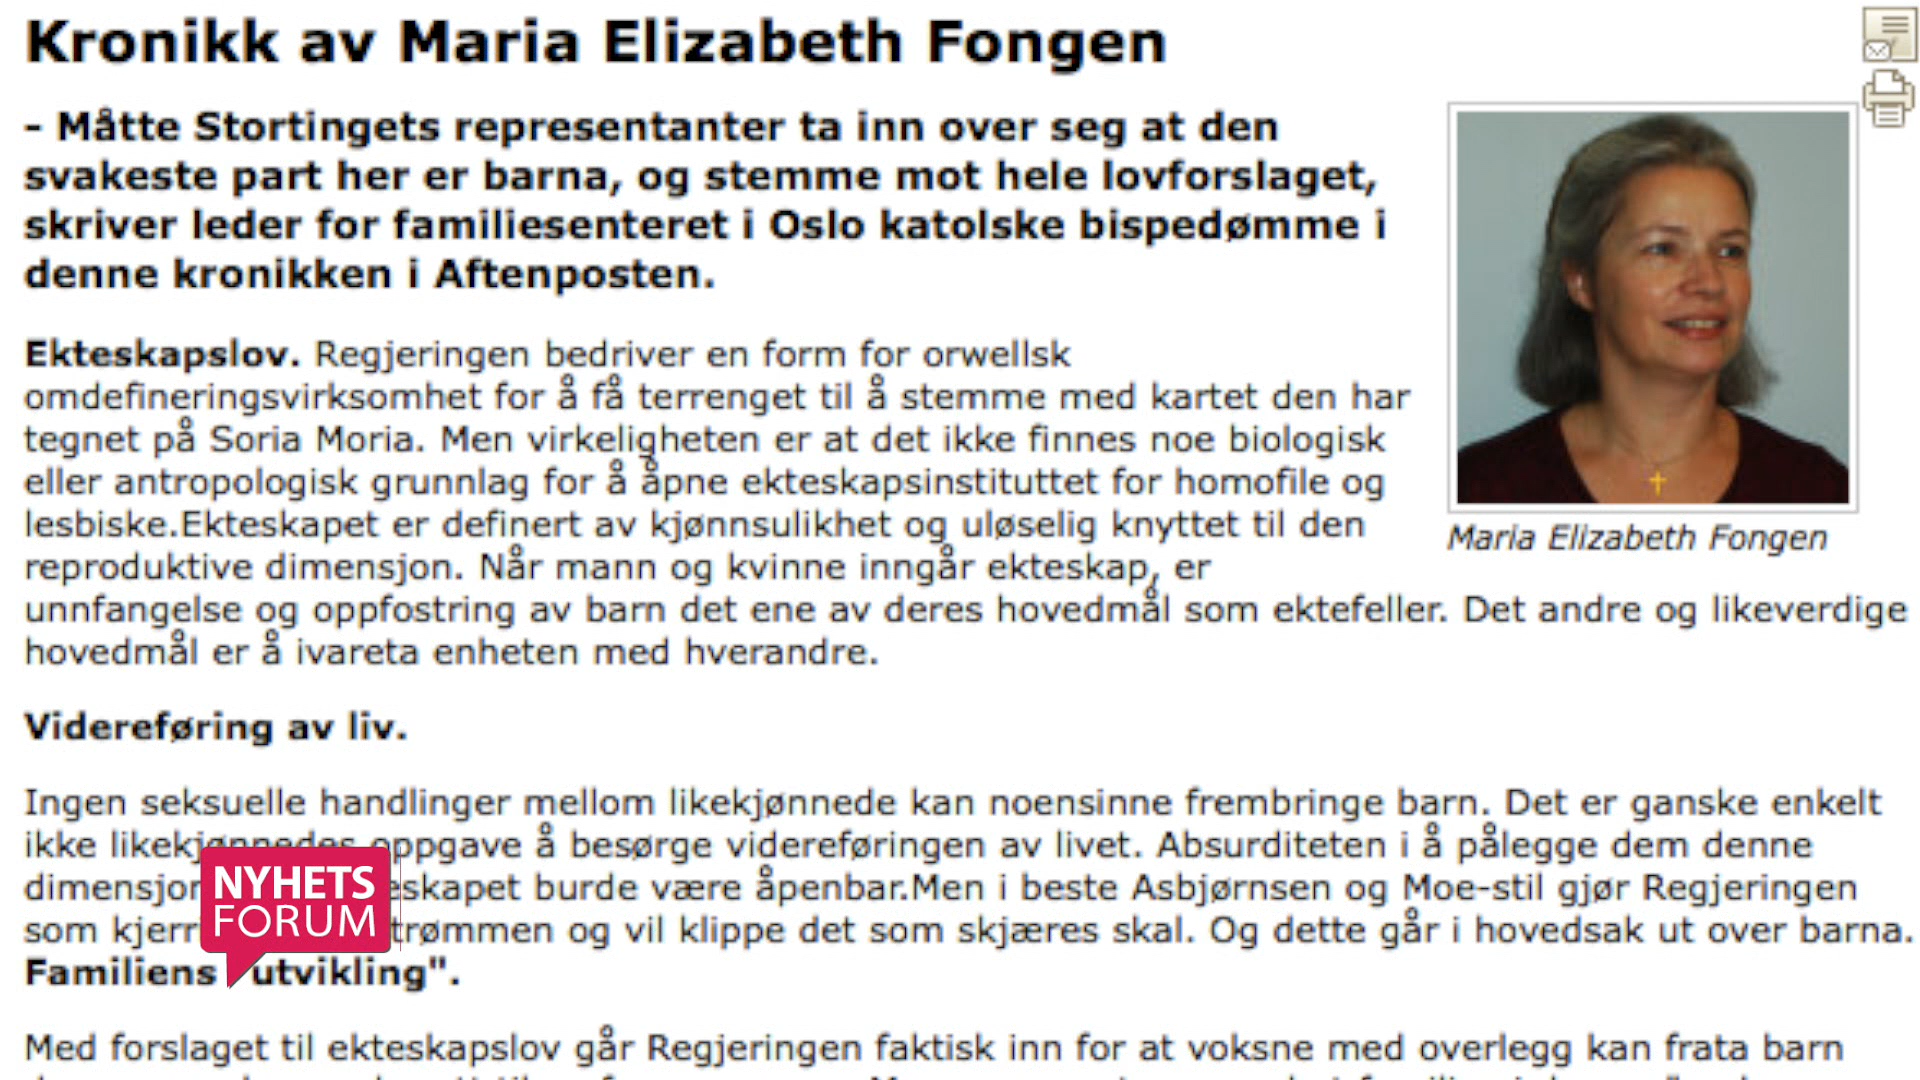 Kronikk av Maria Elizabeth Fongen
- Måtte Stortingets representanter ta inn over seg at den
svakeste part her er barna, og stemme mot hele lovforslaget,
skriver leder for familiesenteret i Oslo katolske bispedømme i
denne kronikken i Aftenposten.
Ekteskapslov. Regjeringen bedriver en form for orwellsk
omdefineringsvirksomhet for å få terrenget til å stemme med kartet den har
tegnet på Soria Moria. Men virkeligheten er at det ikke finnes noe biologisk
eller antropologisk grunnlag for å åpne ekteskapsinstituttet for homofile og
lesbiske.Ekteskapet er definert av kjønnsulikhet og uløselig knyttet til den
reproduktive dimensjon. Når mann og kvinne inngår ekteskap, er
unnfangelse og oppfostring av barn det ene av deres hovedmål som ektefeller. Det andre og likeverdige
hovedmål er å ivareta enheten med hverandre.
Maria Elizabeth Fongen
Videreføring av liv.
Ingen seksuelle handlinger mellom likekjønnede kan noensinne frembringe barn. Det er ganske enkelt
ikke likekjønnedes oppgave å besørge videreføringen av livet. Absurditeten i å pålegge dem denne
burde være åpenbar.Men i beste Asbjørnsen og Moe-stil gjør Regjeringen
som og vil klippe det som skjæres skal. Og dette går i hovedsak ut over barna.
Familiens utvikling".
Med forslaget til ekteskapslov går Regjeringen faktisk inn for at voksne med overlegg kan frata barn
NYHETS
FORUM